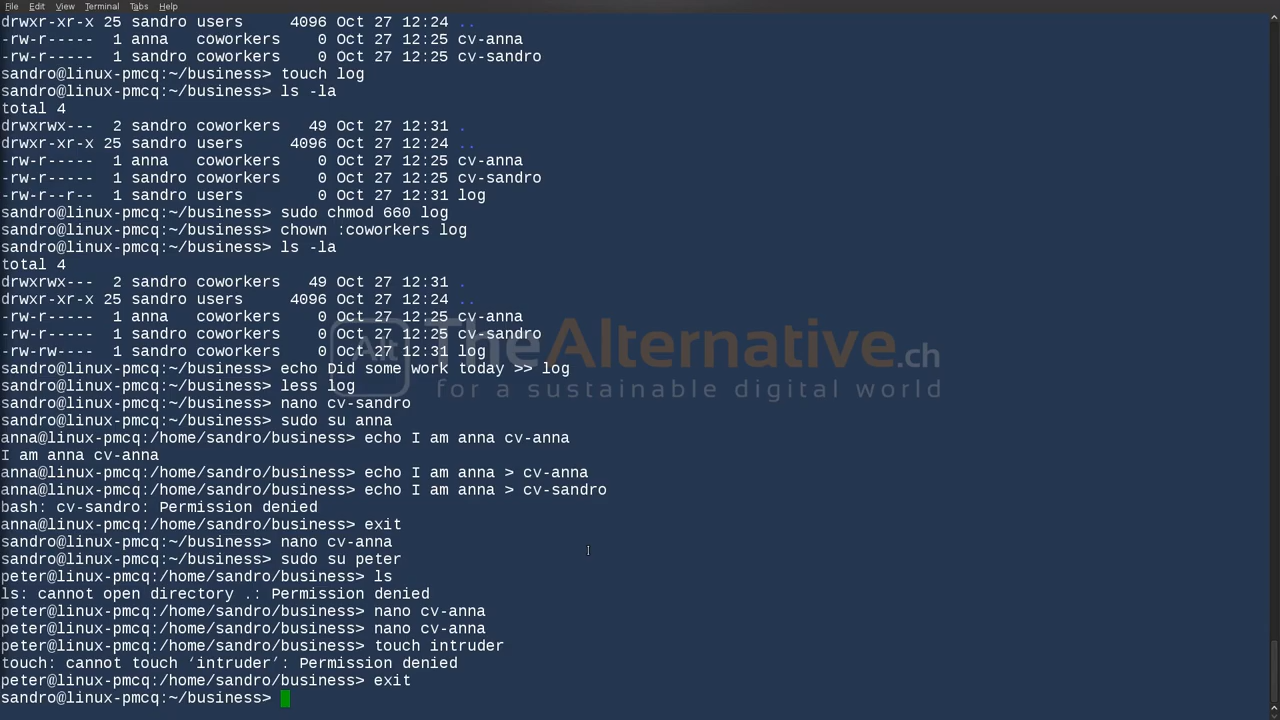 File Edit View Terminal Tabs Help
drwxr-xr-x 25 sandro users     4096 Oct 27 12:24 ..
-rw-r-----  1 anna   coworkers    0 Oct 27 12:25 cv-anna
-rw-r-----  1 sandro coworkers    0 Oct 27 12:25 cv-sandro
sandro@linux-pmcq:~/business> touch log
sandro@linux-pmcq:~/business> ls -la
total 4
drwxrwx---  2 sandro coworkers   49 Oct 27 12:31 .
drwxr-xr-x 25 sandro users     4096 Oct 27 12:24 ..
-rw-r-----  1 anna   coworkers    0 Oct 27 12:25 cv-anna
-rw-r-----  1 sandro coworkers    0 Oct 27 12:25 cv-sandro
-rw-r--r--  1 sandro users        0 Oct 27 12:31 log
sandro@linux-pmcq:~/business> sudo chmod 660 log
sandro@linux-pmcq:~/business> chown :coworkers log
sandro@linux-pmcq:~/business> ls -la
total 4
drwxrwx---  2 sandro coworkers   49 Oct 27 12:31 .
drwxr-xr-x 25 sandro users     4096 Oct 27 12:24 ..
-rw-r-----  1 anna   coworkers    0 Oct 27 12:25 cv-anna
-rw-r-----  1 sandro coworkers    0 Oct 27 12:25 cv-sandro
-rw-rw----  1 sandro coworkers    0 Oct 27 12:31 log
Alt TheAlternative.ch
sandro@linux-pmcq:~/business> echo Did some work today >> log
sandro@linux-pmcq:~/business> less log
for a sustainable digital world
sandro@linux-pmcq:~/business> nano cv-sandro
sandro@linux-pmcq:~/business> sudo su anna
anna@linux-pmcq:/home/sandro/business> echo I am anna cv-anna
I am anna cv-anna
anna@linux-pmcq:/home/sandro/business> echo I am anna > cv-anna
anna@linux-pmcq:/home/sandro/business> echo I am anna > cv-sandro
bash: cv-sandro: Permission denied
anna@linux-pmcq:/home/sandro/business> exit
sandro@linux-pmcq:~/business> nano cv-anna
sandro@linux-pmcq:~/business> sudo su peter
peter@linux-pmcq:/home/sandro/business> ls
ls: cannot open directory .: Permission denied
peter@linux-pmcq:/home/sandro/business> nano cv-anna
peter@linux-pmcq:/home/sandro/business> nano cv-anna
peter@linux-pmcq:/home/sandro/business> touch intruder
touch: cannot touch ‘intruder’: Permission denied
peter@linux-pmcq:/home/sandro/business> exit
sandro@linux-pmcq:~/business>